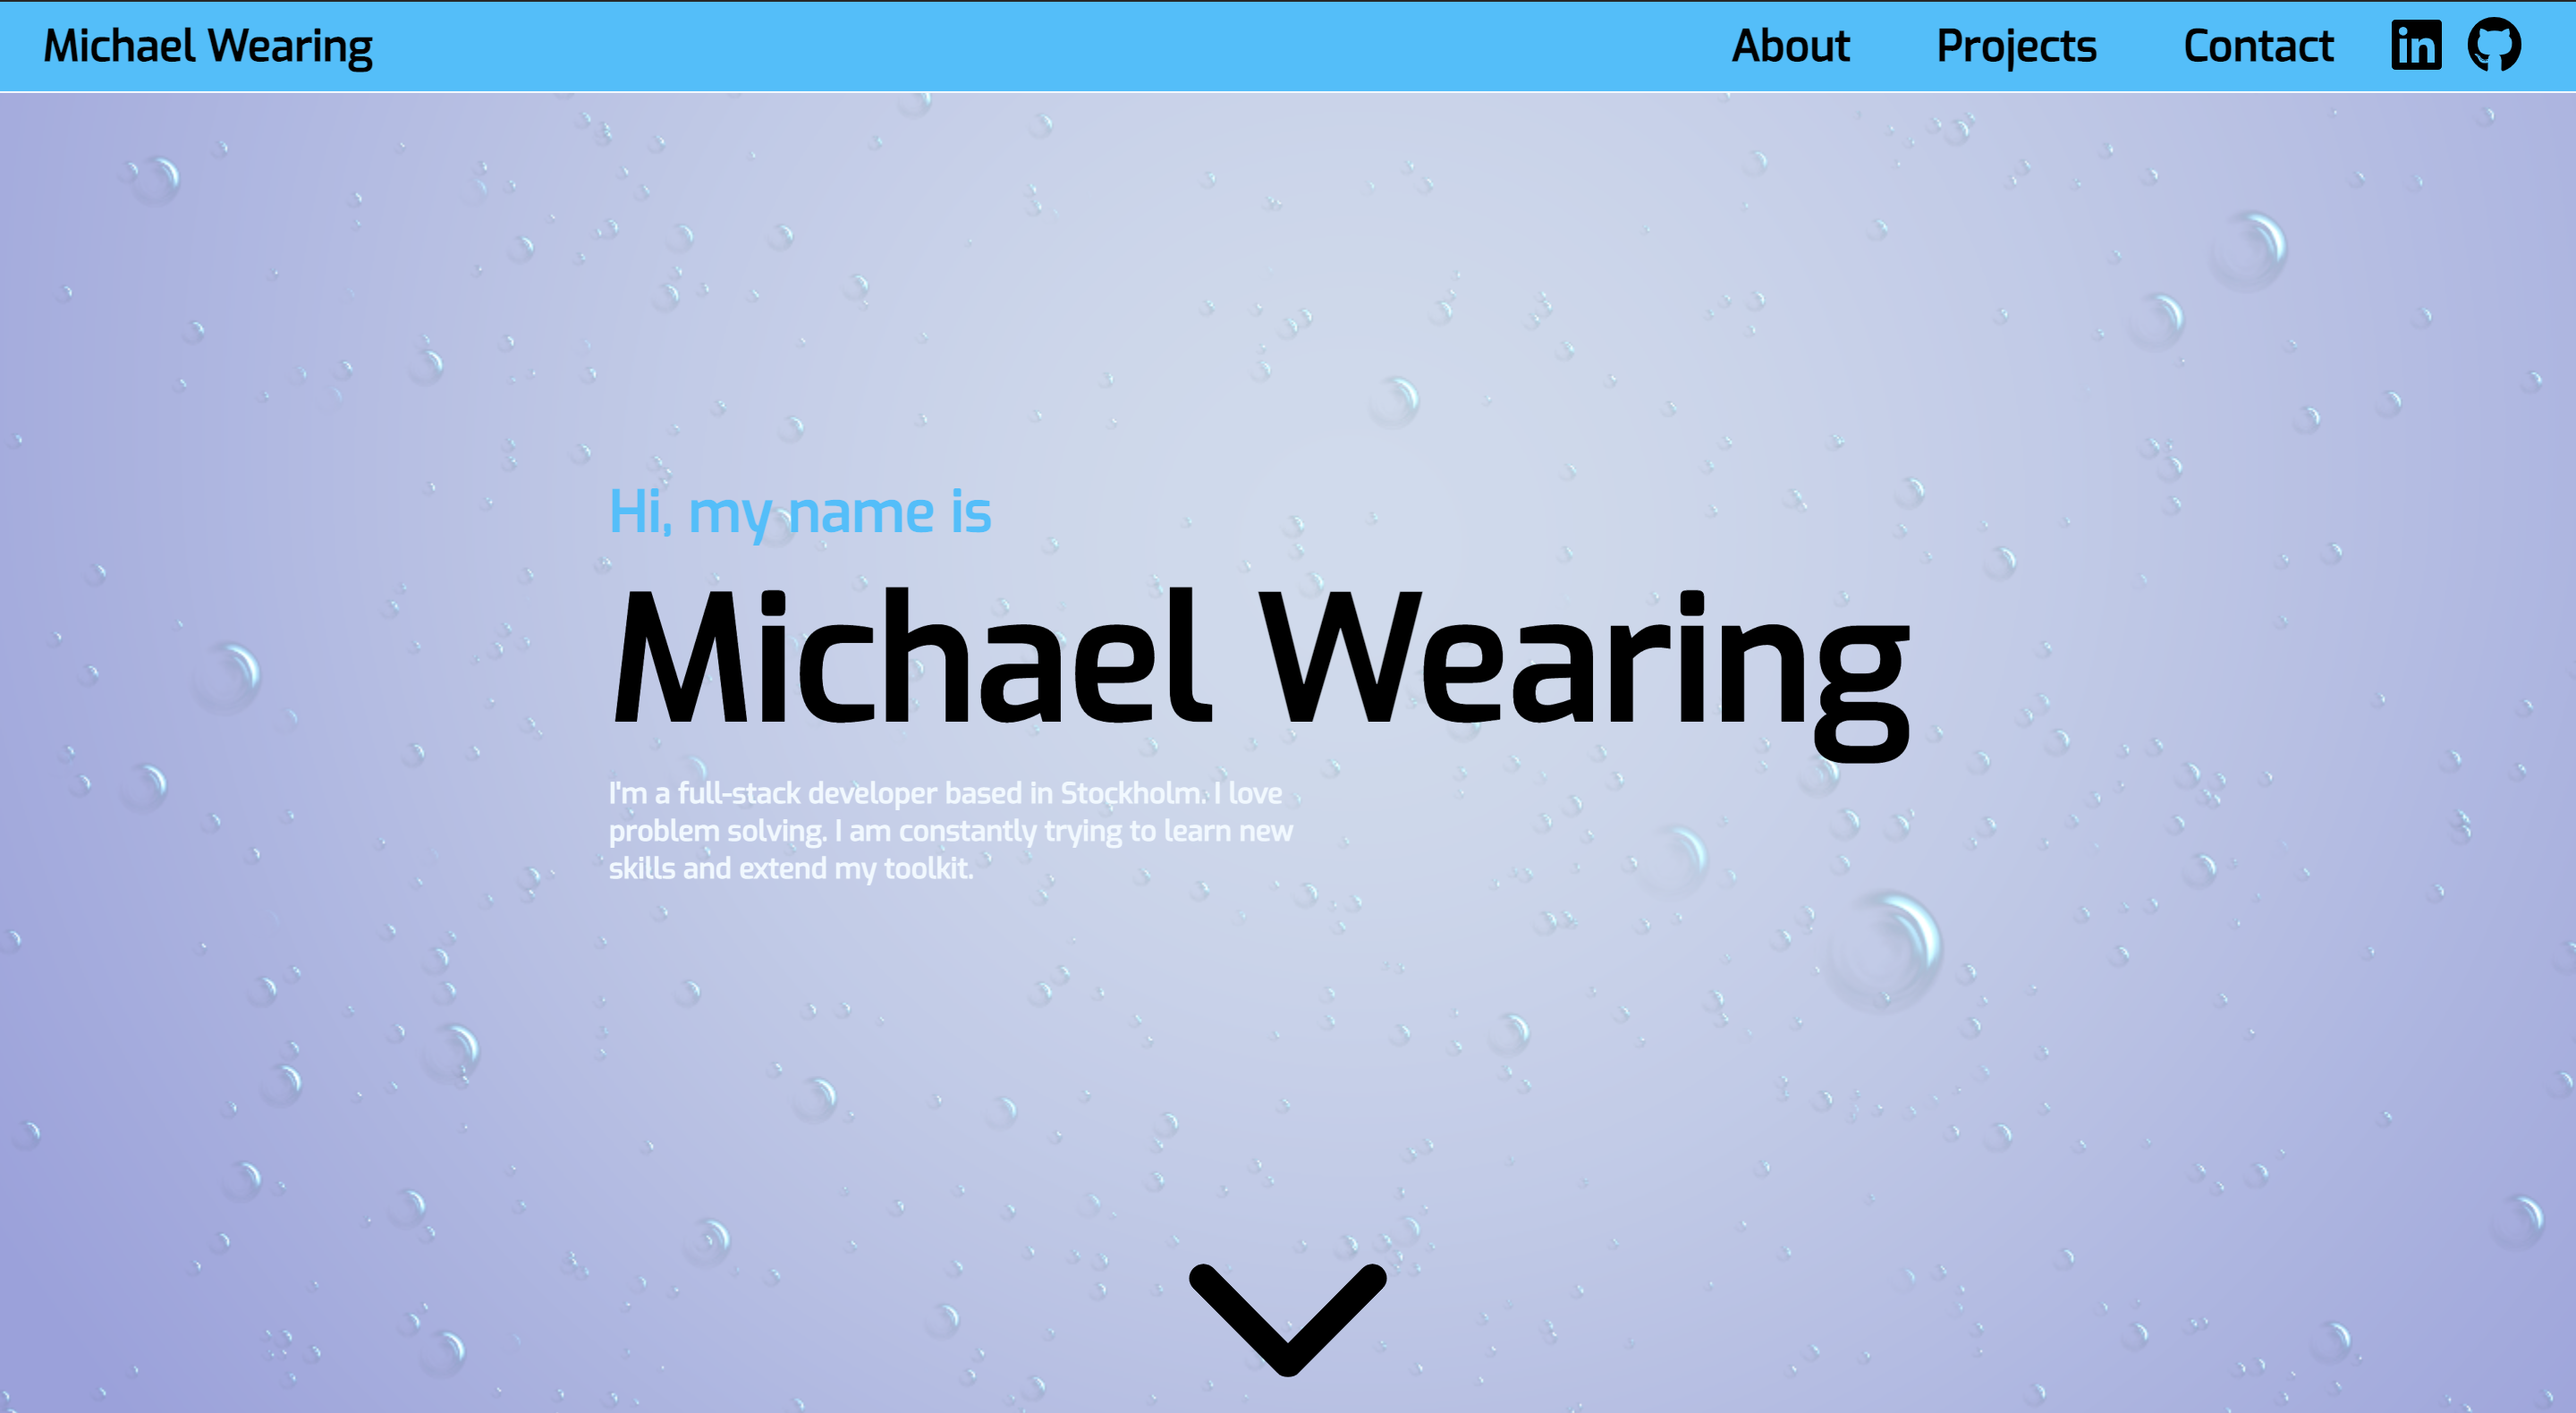 Michael Wearing
About
Projects
Contact
in
Hi, my name is
Michael Wearing
I'm a full-stack developer based in Stockholm. I love
problem solving. I am constantly trying to learn new
skills and extend my toolkit.